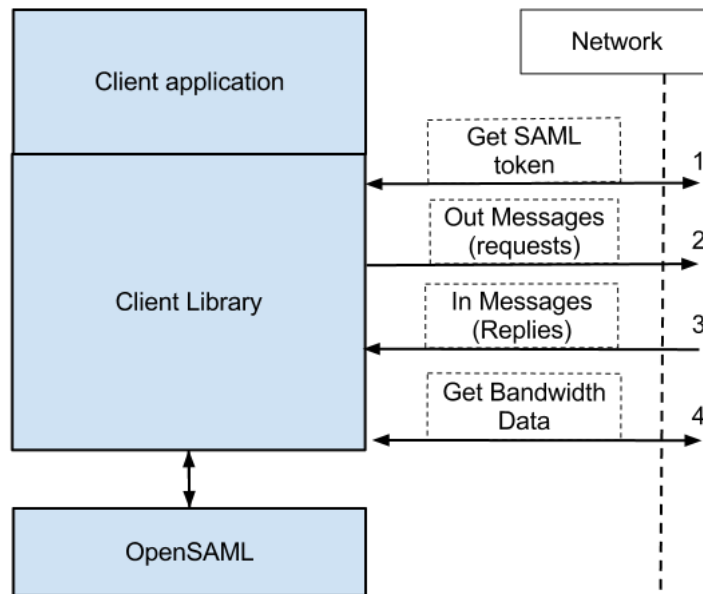 Client application
Network
Get SAML
token
1
Out Messages
(requests)
2
Client Library
In Messages
(Replies)
3
Get Bandwidth
Data
4
OpenSAML